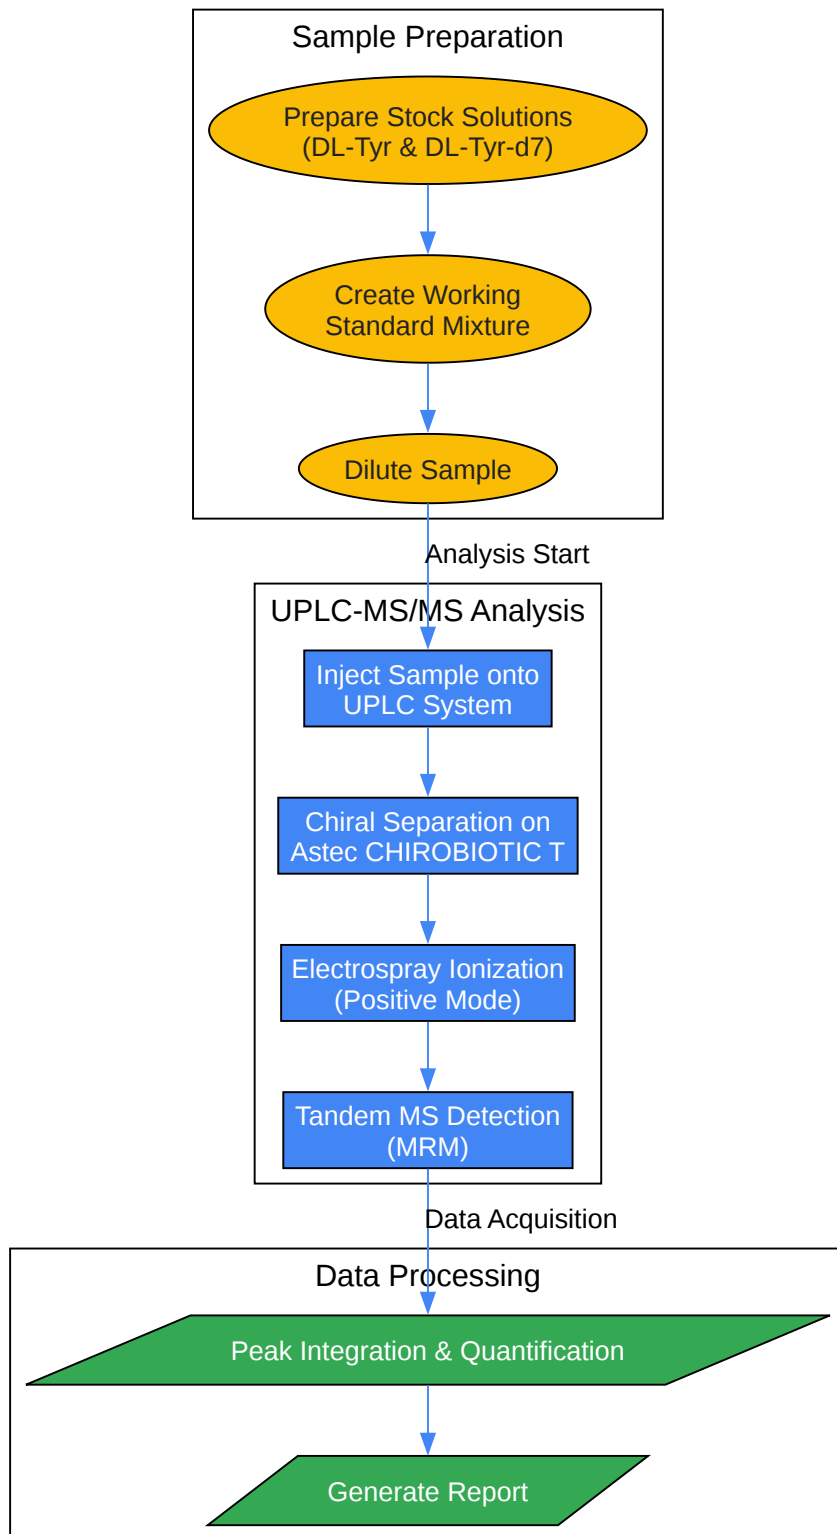 Sample Preparation
Prepare Stock Solutions
(DL-Tyr & DL-Tyr-d7)
Create Working
Standard Mixture
Dilute Sample
Analysis Start
UPLC-MS/MS Analysis
Inject Sample onto
UPLC System
Chiral Separation on
Astec CHIROBIOTIC T
Electrospray Ionization
(Positive Mode)
Tandem MS Detection
(MRM)
Data Acquisition
Data Processing
Peak Integration & Quantification
Generate Report